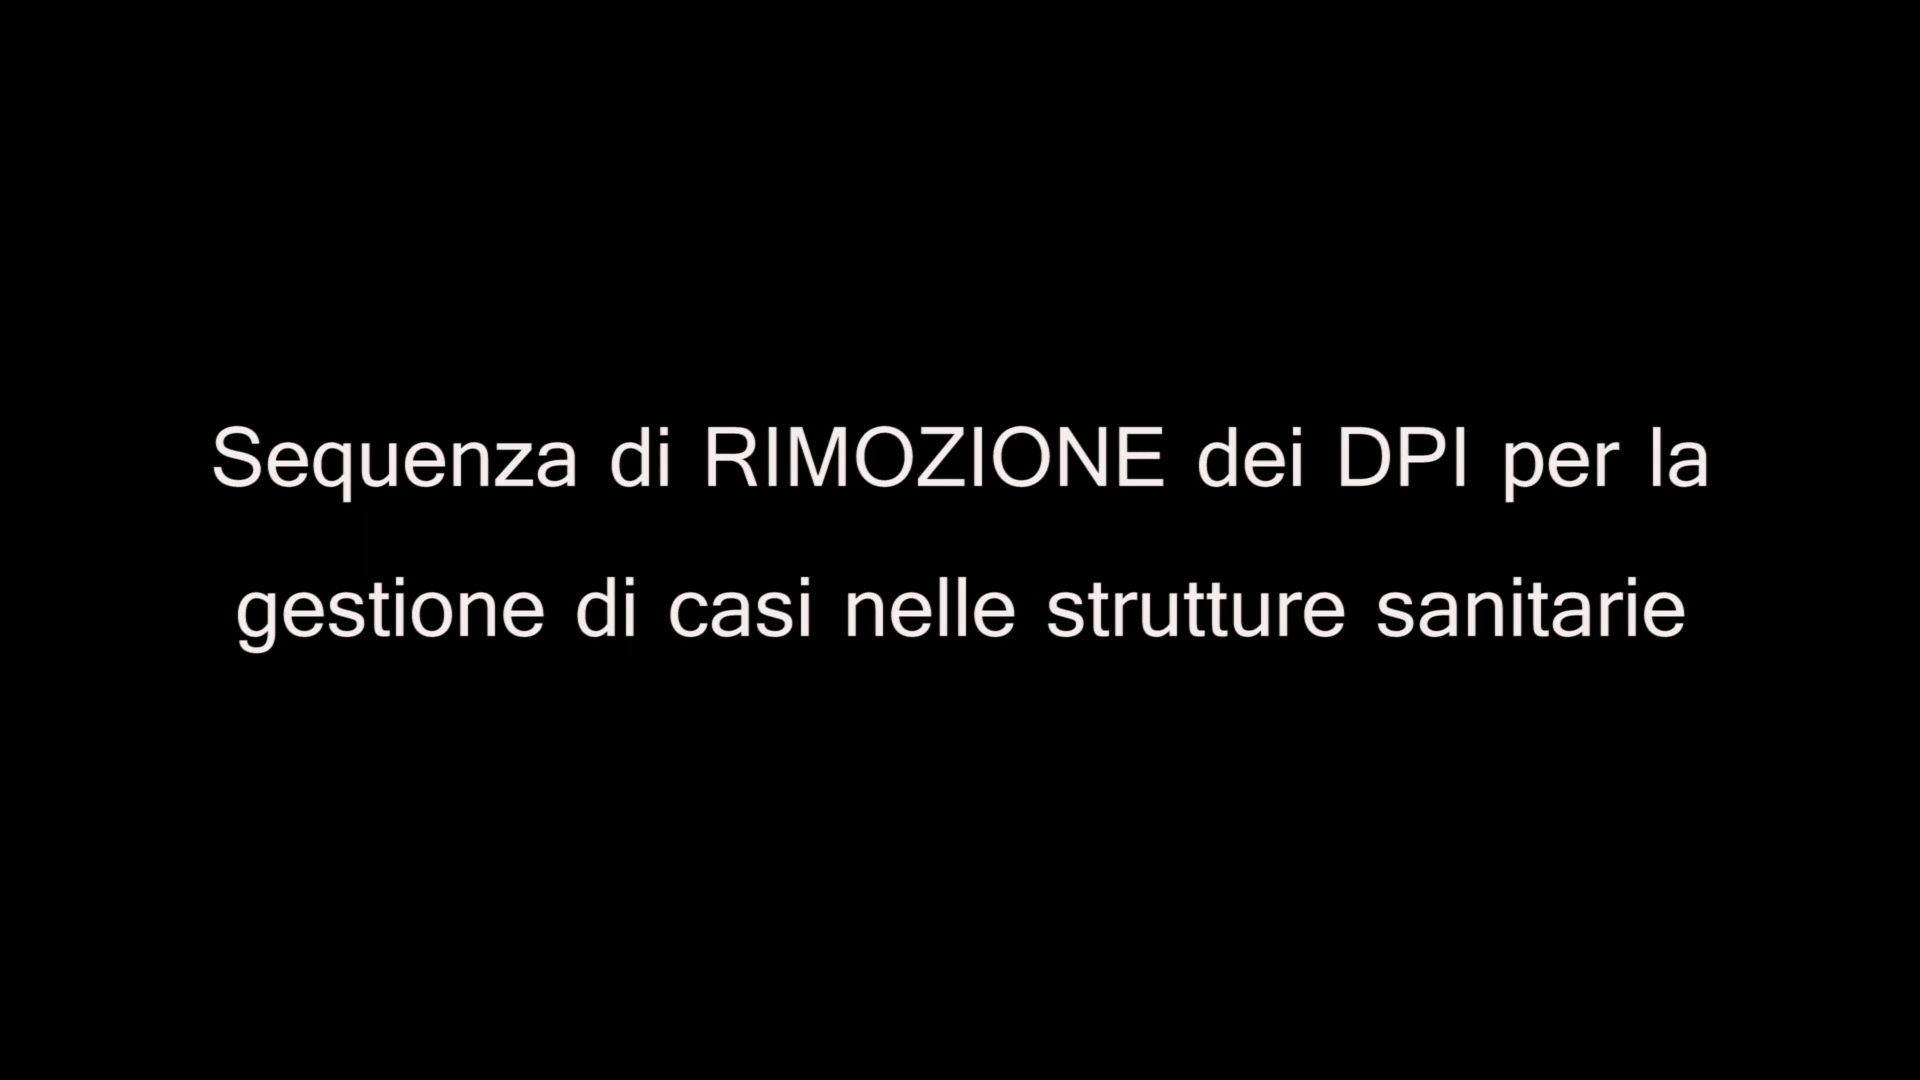 Sequenza di RIMOZIONE dei DPI per la
gestione di casi nelle strutture sanitarie